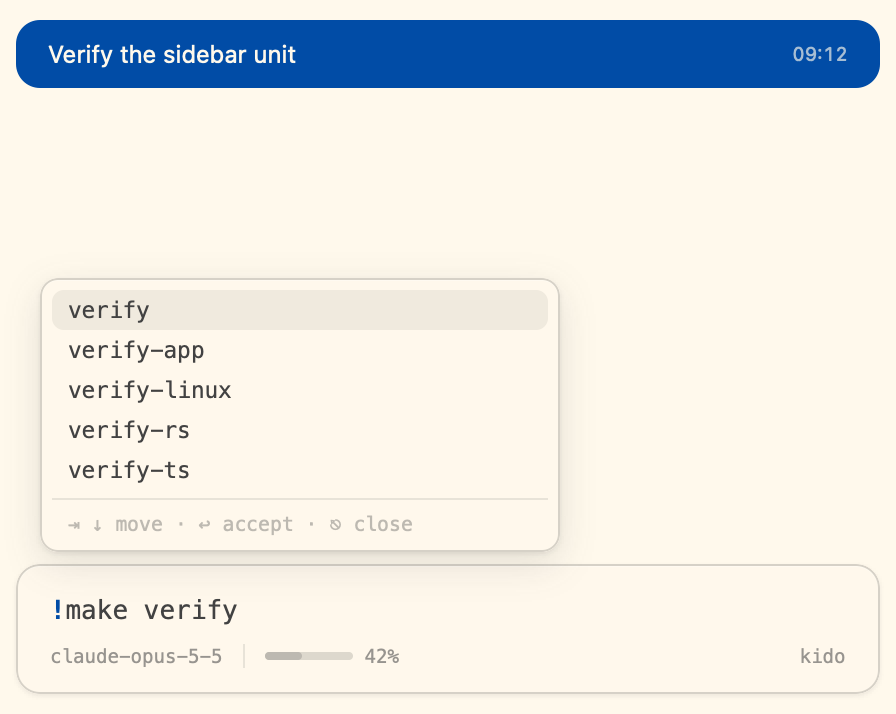 Verify the sidebar unit 09:12
verify
verify-app
verify-linux
verify-rs
verify-ts
⇥ ↓ move · ↩ accept · ⎋ close
!make verify
claude-opus-5-5 42% kido